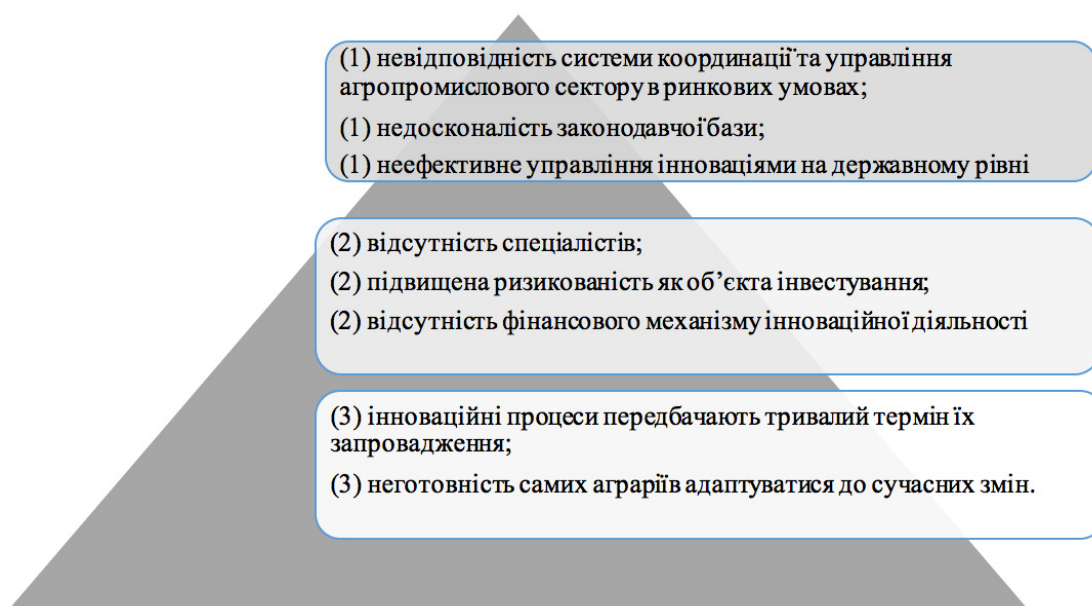 (1) невідповідність системи координації та управління
агропромислового сектору в ринкових умовах;
(1) недосконалість законодавчої бази;
(1) неефективне управління інноваціями на державному рівні
(2) відсутність спеціалістів;
(2) підвищена ризикованість як об’єкта інвестування;
(2) відсутність фінансового механізму інноваційної діяльності
(3) інноваційні процеси передбачають тривалий термін їх
запровадження;
(3) неготовність самих аграріїв адаптуватися до сучасних змін.